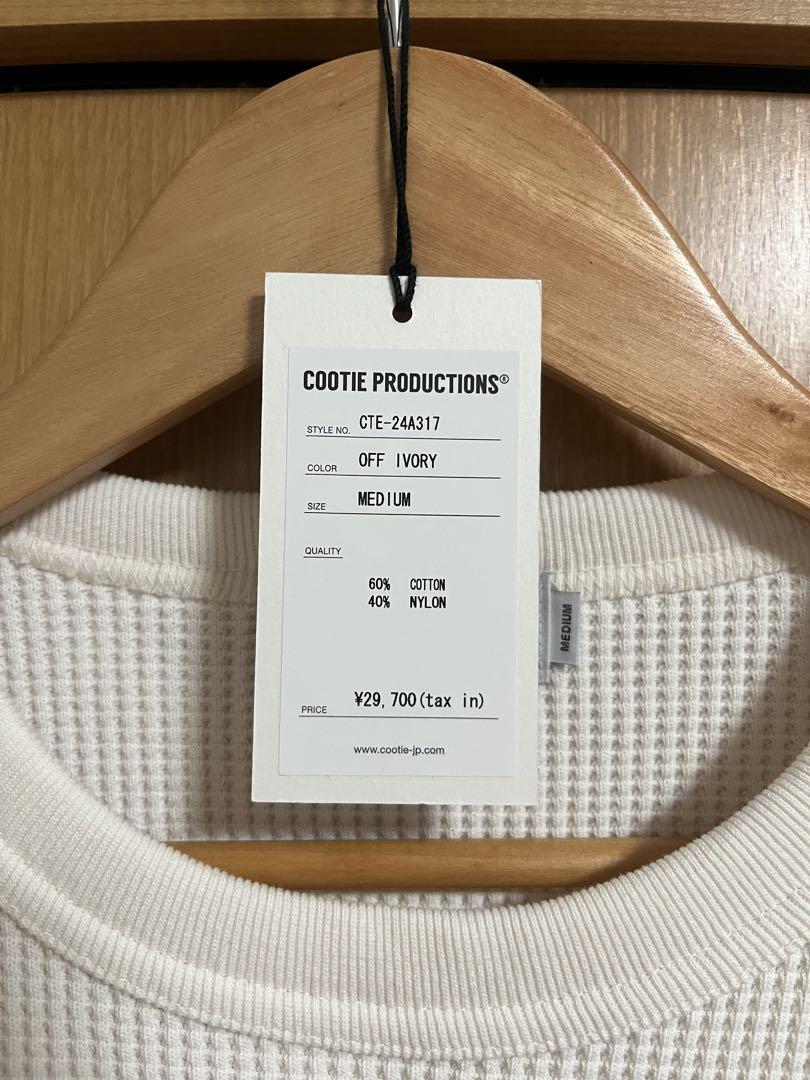 COOTIE PRODUCTIONS®
STYLE NO. CTE-24A317
COLOR OFF IVORY
SIZE MEDIUM
QUALITY
60% COTTON
40% NYLON
PRICE ¥29,700(tax in)
www.cootie-jp.com
MEDIUM